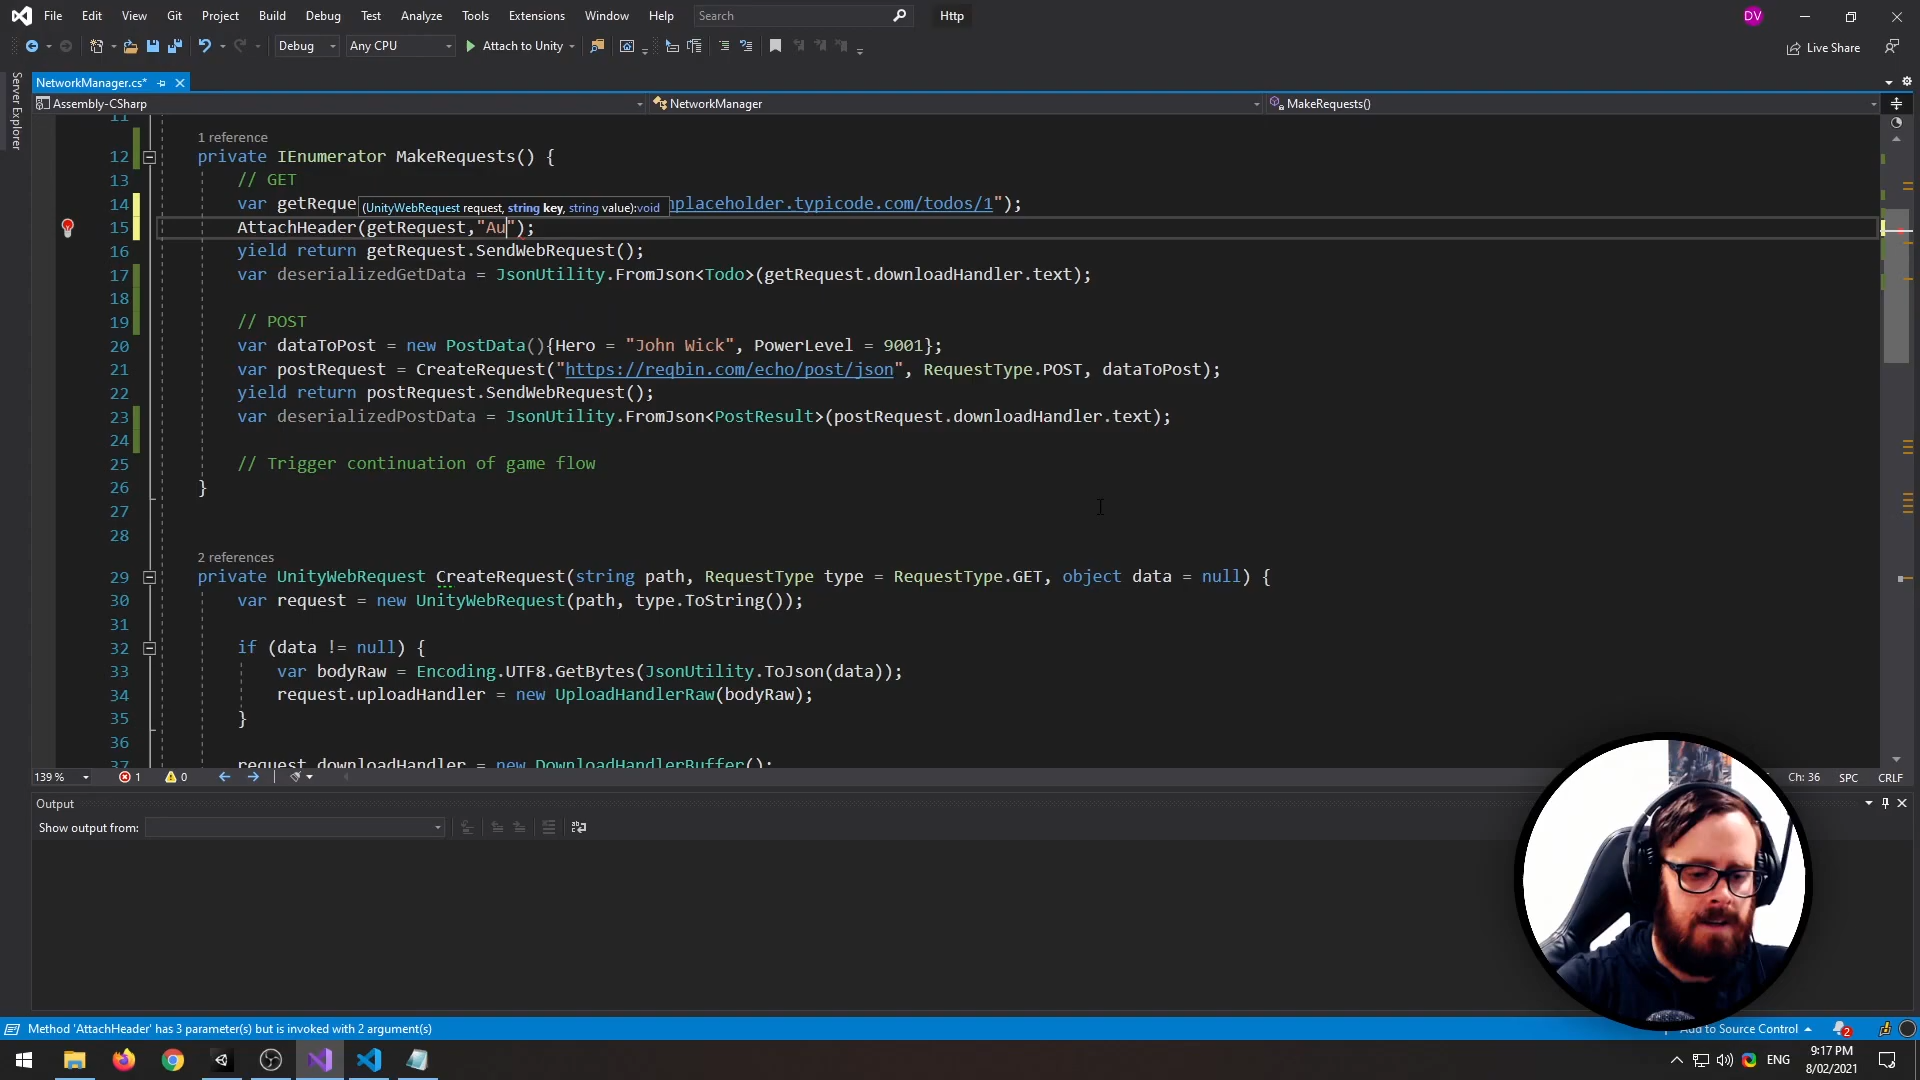 File Edit View Git Project Build Debug Test Analyze Tools Extensions Window Help Search Http DV
Debug Any CPU Attach to Unity Live Share
Server Explorer
NetworkManager.cs*
Assembly-CSharp NetworkManager MakeRequests()
11
1 reference
12 private IEnumerator MakeRequests() {
13 // GET
14 var getReque (UnityWebRequest request, string key, string value):void placeholder.typicode.com/todos/1");
15 AttachHeader(getRequest,"Au");
16 yield return getRequest.SendWebRequest();
17 var deserializedGetData = JsonUtility.FromJson<Todo>(getRequest.downloadHandler.text);
18
19 // POST
20 var dataToPost = new PostData(){Hero = "John Wick", PowerLevel = 9001};
21 var postRequest = CreateRequest("https://reqbin.com/echo/post/json", RequestType.POST, dataToPost);
22 yield return postRequest.SendWebRequest();
23 var deserializedPostData = JsonUtility.FromJson<PostResult>(postRequest.downloadHandler.text);
24
25 // Trigger continuation of game flow
26 }
27
28
2 references
29 private UnityWebRequest CreateRequest(string path, RequestType type = RequestType.GET, object data = null) {
30 var request = new UnityWebRequest(path, type.ToString());
31
32 if (data != null) {
33 var bodyRaw = Encoding.UTF8.GetBytes(JsonUtility.ToJson(data));
34 request.uploadHandler = new UploadHandlerRaw(bodyRaw);
35 }
36
37 request.downloadHandler = new DownloadHandlerBuffer();
139 % 1 0 Ch: 36 SPC CRLF
Output
Show output from:
Method 'AttachHeader' has 3 parameter(s) but is invoked with 2 argument(s) Add to Source Control 2
ENG 9:17 PM
8/02/2021